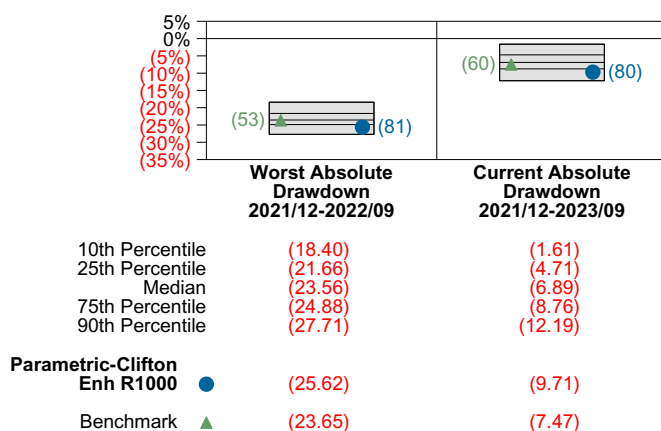 5%
0%
(5%)
(10%)
(15%)
(20%)
(25%)
(30%)
(35%)
(53)
(81)
(60)
(80)
Worst Absolute
Drawdown
2021/12-2022/09
Current Absolute
Drawdown
2021/12-2023/09
10th Percentile (18.40) (1.61)
25th Percentile (21.66) (4.71)
Median (23.56) (6.89)
75th Percentile (24.88) (8.76)
90th Percentile (27.71) (12.19)
Parametric-Clifton
Enh R1000 (25.62) (9.71)
Benchmark (23.65) (7.47)